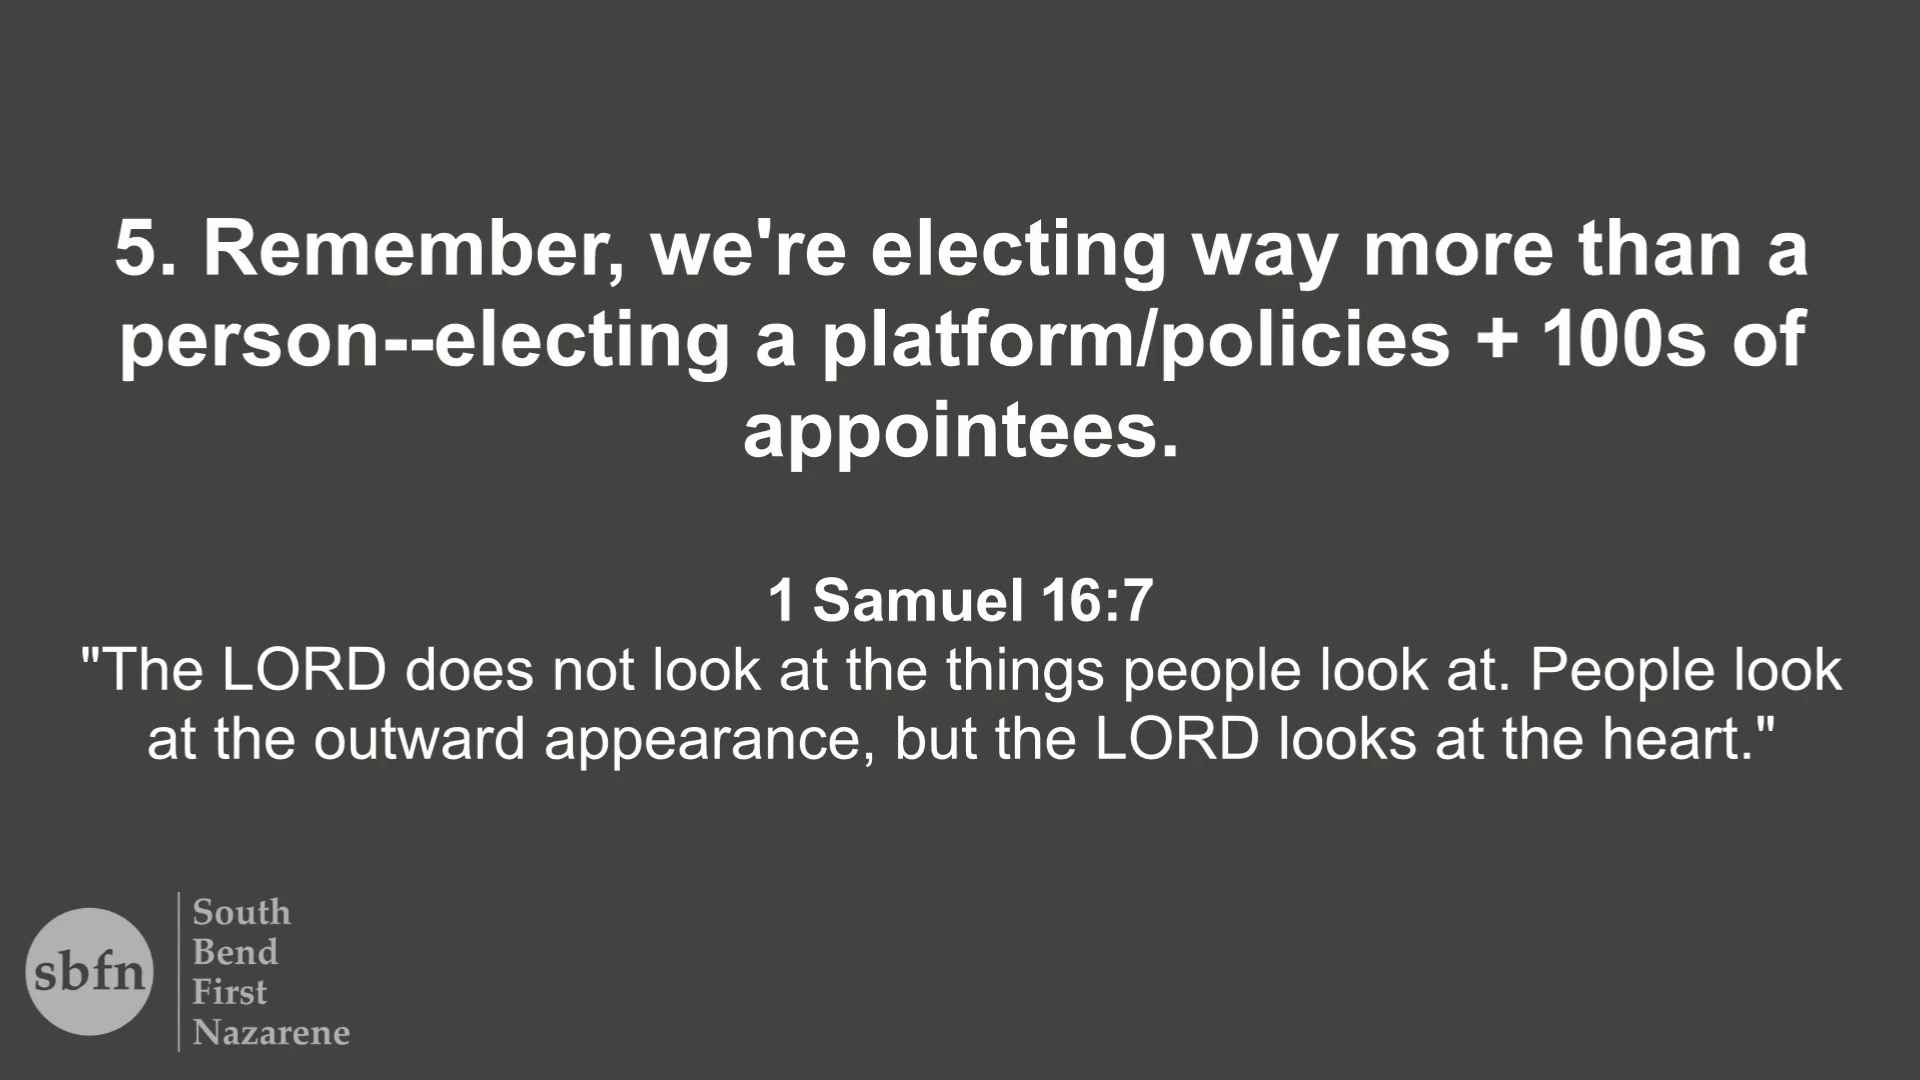 5. Remember, we're electing way more than a
person--electing a platform/policies + 100s of
appointees.
1 Samuel 16:7
"The LORD does not look at the things people look at. People look
at the outward appearance, but the LORD looks at the heart."
sbfn
South
Bend
First
Nazarene